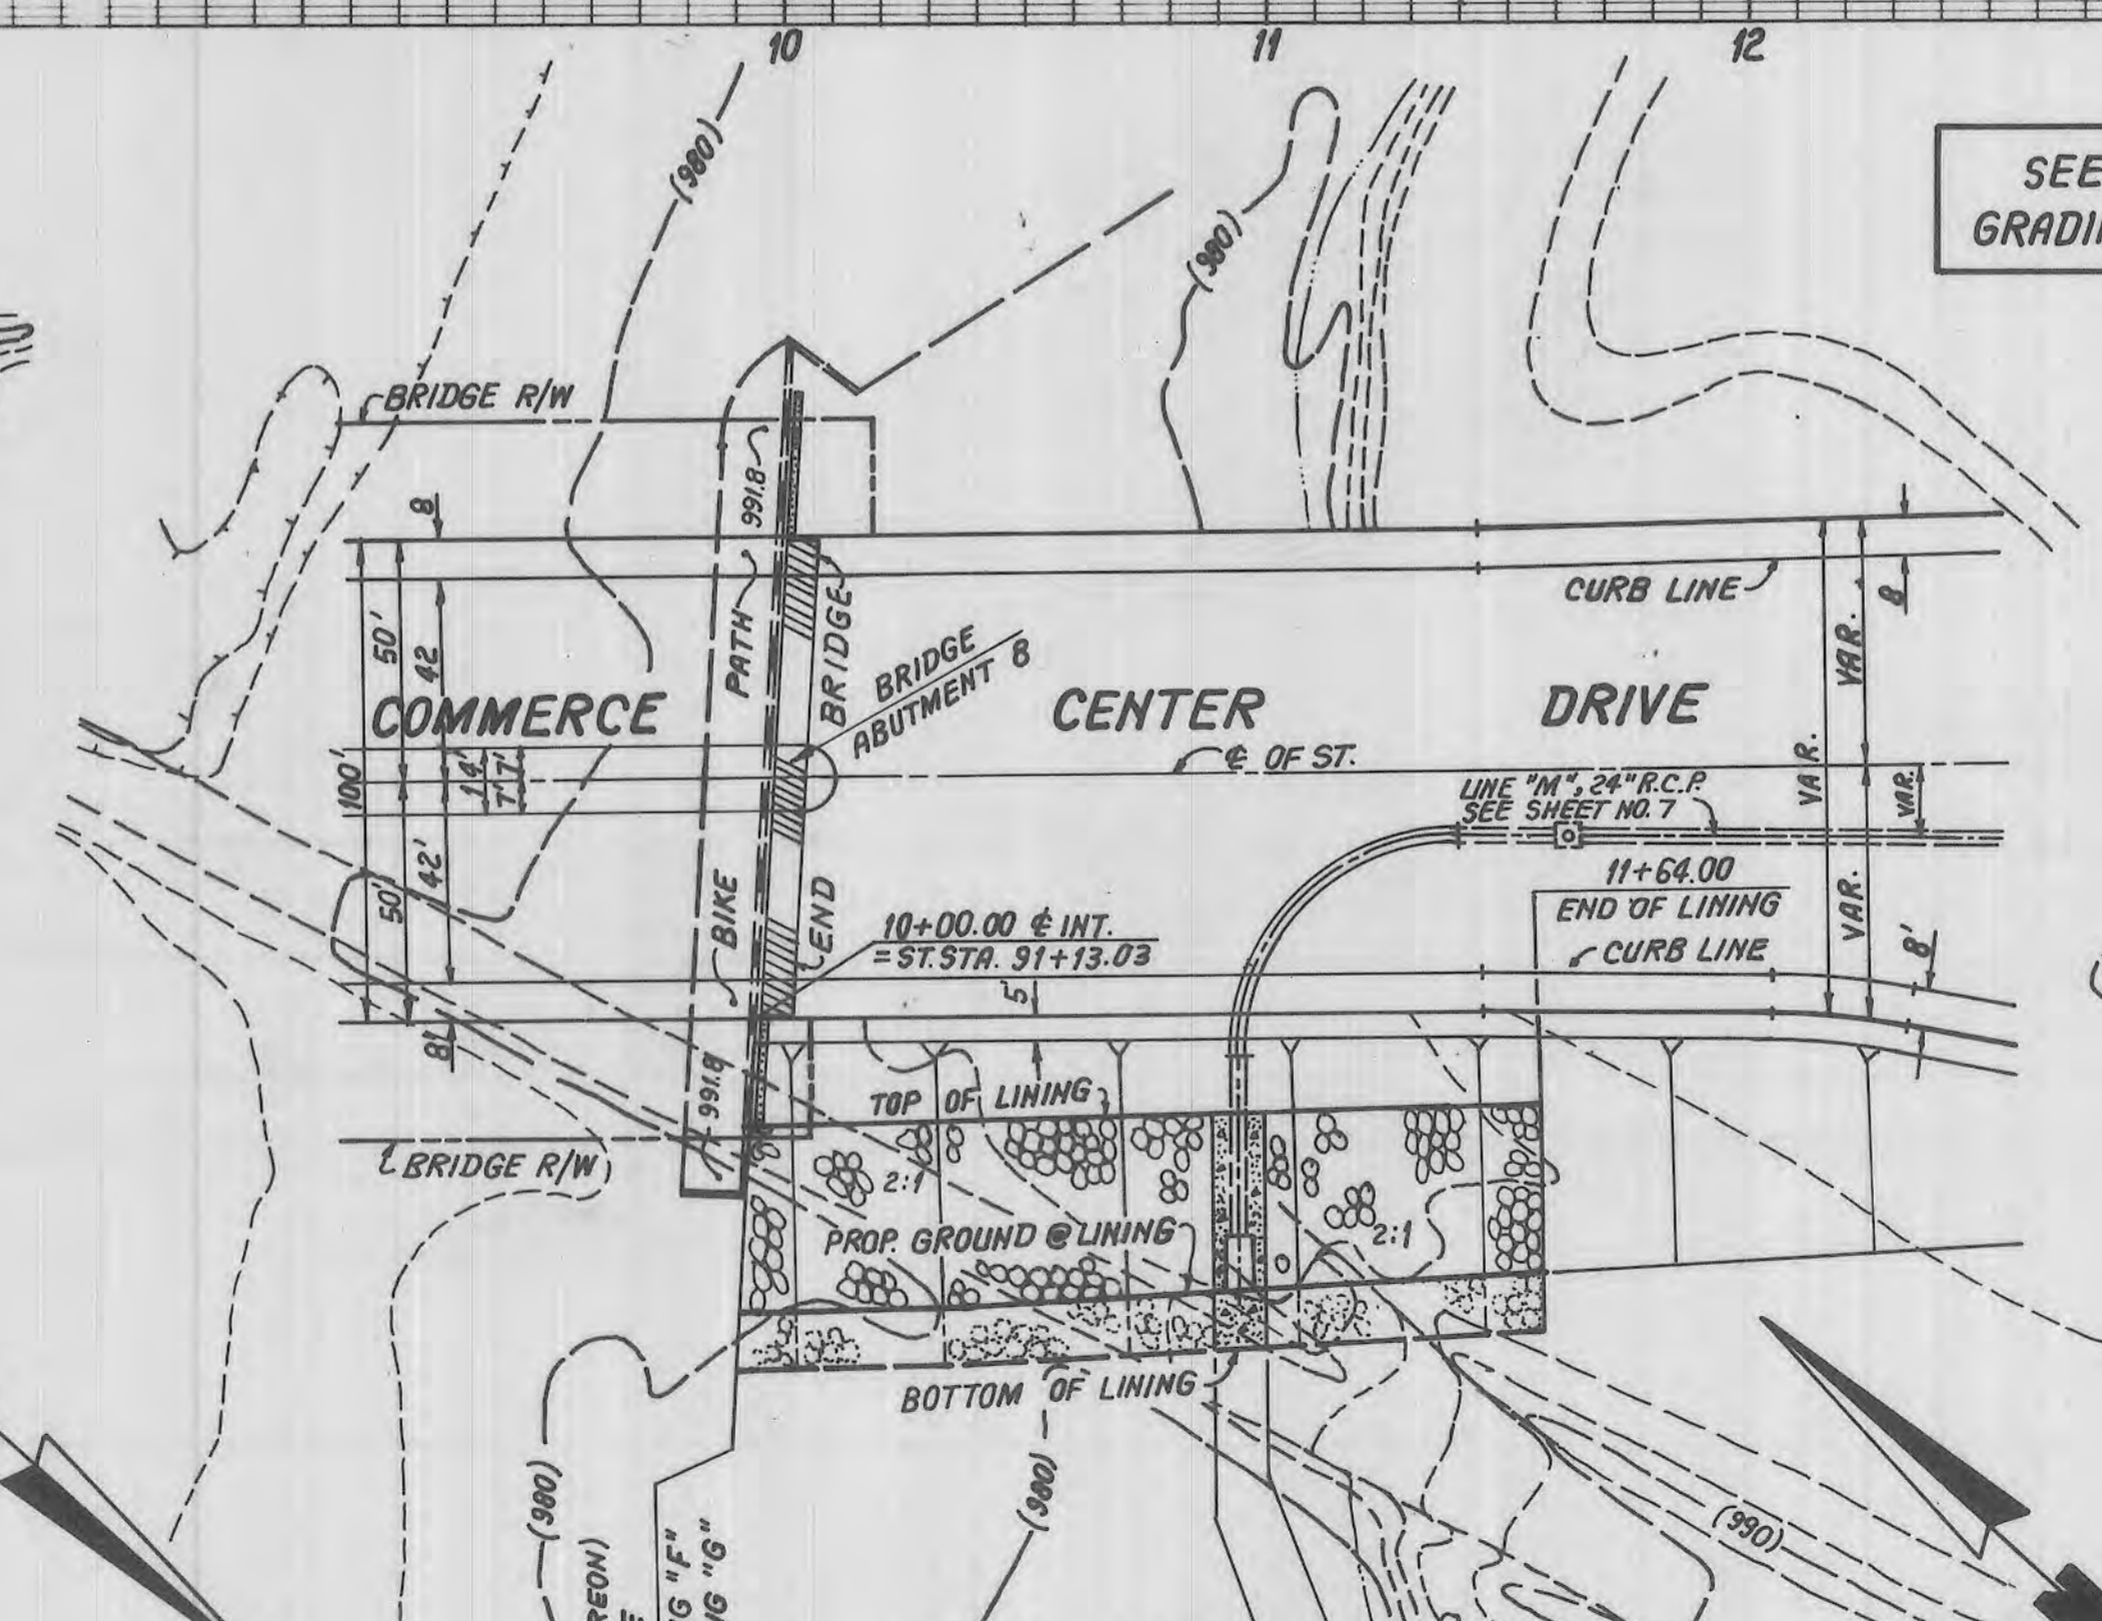 10
11
12
SEE
GRADI
(980)
(980)
BRIDGE R/W
991.8
8
50'
42
PATH
BRIDGE
BRIDGE
ABUTMENT 8
CURB LINE
8
VAR.
COMMERCE
CENTER
DRIVE
℄ OF ST.
100'
14'
7' 7'
LINE "M", 24" R.C.P.
SEE SHEET NO. 7
VAR.
VAR.
11+64.00
END OF LINING
CURB LINE
VAR.
8'
50'
42'
BIKE
END
10+00.00 ℄ INT.
= ST. STA. 91+13.03
5'
8'
991.8
TOP OF LINING
BRIDGE R/W
2:1
PROP. GROUND @ LINING
2:1
BOTTOM OF LINING
(980)
(980)
(990)
REON)
G "F"
G "G"